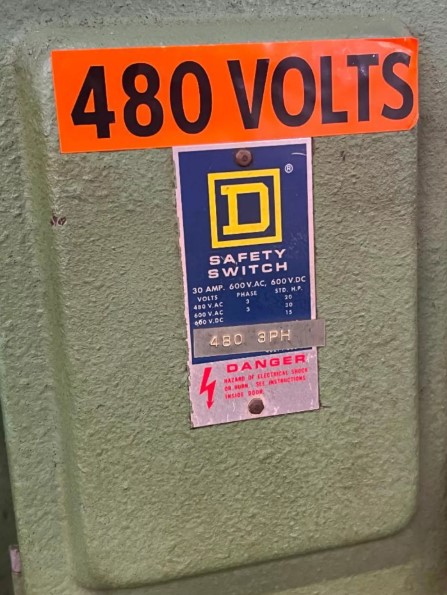 480 VOLTS
D ®
SAFETY
SWITCH
30 AMP. 600 V.AC, 600 V.DC
VOLTS PHASE STD. H.P.
480 V.AC 3 20
600 V.AC 3 20
600 V.DC 15
480 3PH
DANGER
HAZARD OF ELECTRICAL SHOCK
OR BURN. SEE INSTRUCTIONS
INSIDE DOOR.